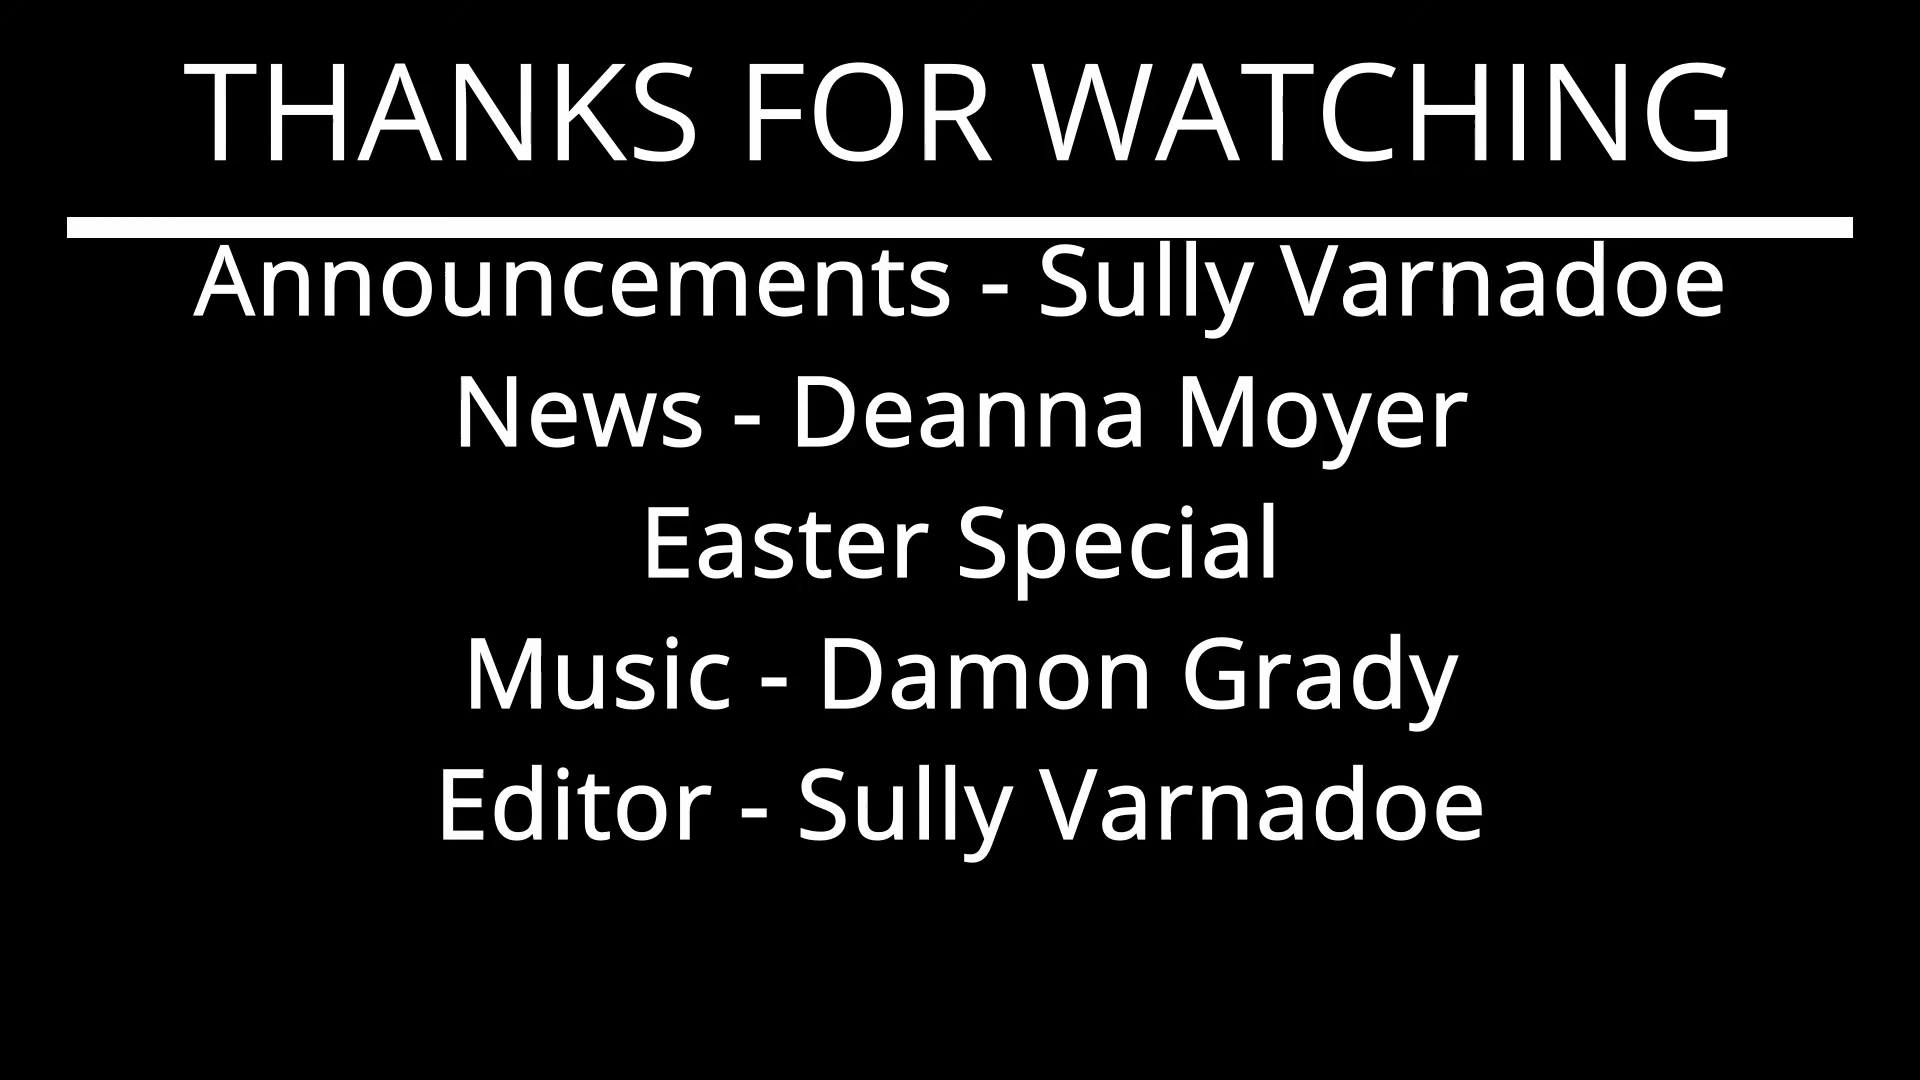 THANKS FOR WATCHING
Announcements - Sully Varnadoe
News - Deanna Moyer
Easter Special
Music - Damon Grady
Editor - Sully Varnadoe